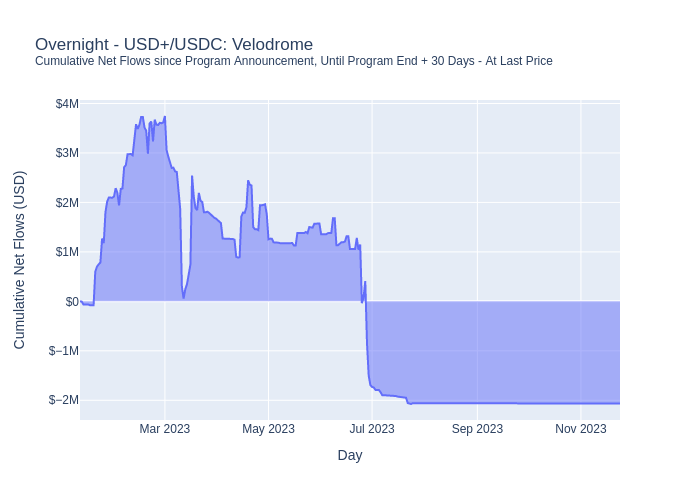 Overnight - USD+/USDC: Velodrome
Cumulative Net Flows since Program Announcement, Until Program End + 30 Days - At Last Price
Cumulative Net Flows (USD)
$4M
$3M
$2M
$1M
$0
$−1M
$−2M
Mar 2023
May 2023
Jul 2023
Sep 2023
Nov 2023
Day